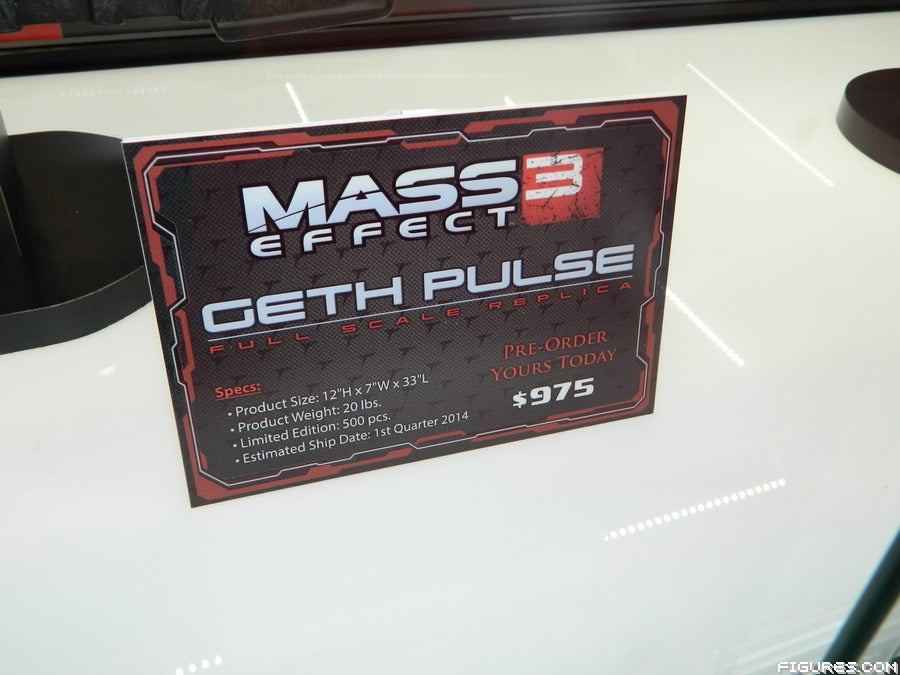 MASS 3
EFFECT
GETH PULSE
FULL SCALE REPLICA
Specs:
• Product Size: 12"H x 7"W x 33"L
• Product Weight: 20 lbs.
• Limited Edition: 500 pcs.
• Estimated Ship Date: 1st Quarter 2014
PRE-ORDER
YOURS TODAY
$975
FIGURES.COM